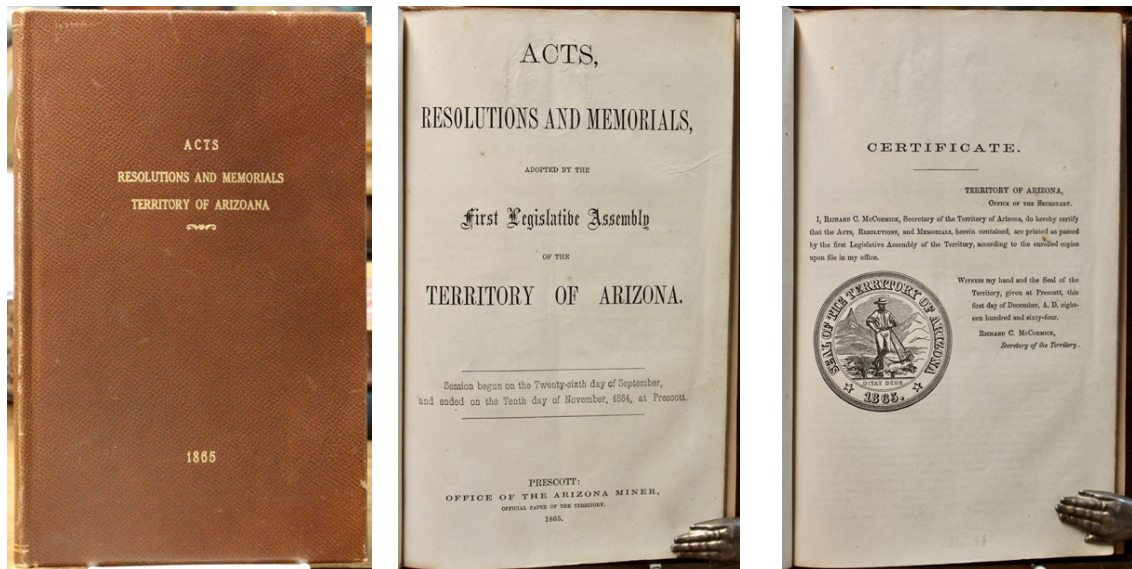 ACTS
RESOLUTIONS AND MEMORIALS
TERRITORY OF ARIZOANA
1865
ACTS,
RESOLUTIONS AND MEMORIALS,
ADOPTED BY THE
First Legislative Assembly
OF THE
TERRITORY OF ARIZONA.
Session begun on the Twenty-sixth day of September,
and ended on the Tenth day of November, 1864, at Prescott.
PRESCOTT:
OFFICE OF THE ARIZONA MINER,
OFFICIAL PAPER OF THE TERRITORY.
1865.
CERTIFICATE.
TERRITORY OF ARIZONA,
OFFICE OF THE SECRETARY.
I, RICHARD C. MCCORMICK, Secretary of the Territory of Arizona, do hereby certify
that the ACTS, RESOLUTIONS, and MEMORIALS, herein contained, are printed as passed
by the first Legislative Assembly of the Territory, according to the enrolled copies
upon file in my office.
WITNESS my hand and the Seal of the
Territory, given at Prescott, this
first day of December, A. D. eight-
een hundred and sixty-four.
RICHARD C. MCCORMICK,
Secretary of the Territory.
SEAL OF THE TERRITORY OF ARIZONA
DITAT DEUS
1863.